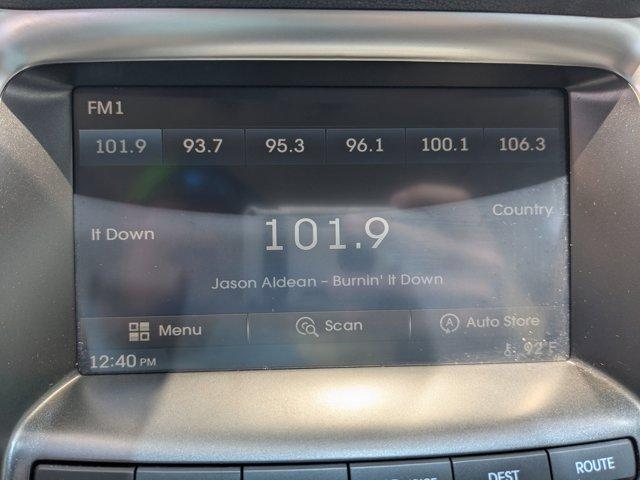 FM1
101.9 93.7 95.3 96.1 100.1 106.3
Country
It Down
101.9
Jason Aldean - Burnin' It Down
Menu Scan Auto Store
12:40 PM 92°F
DEST ROUTE